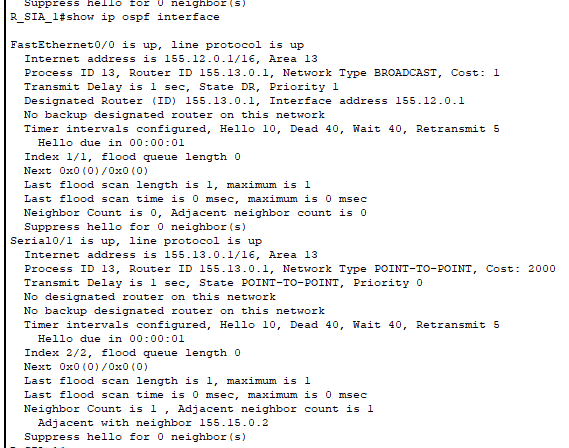 Suppress hello for 0 neighbor(s)
R_SIA_1#show ip ospf interface
FastEthernet0/0 is up, line protocol is up
Internet address is 155.12.0.1/16, Area 13
Process ID 13, Router ID 155.13.0.1, Network Type BROADCAST, Cost: 1
Transmit Delay is 1 sec, State DR, Priority 1
Designated Router (ID) 155.13.0.1, Interface address 155.12.0.1
No backup designated router on this network
Timer intervals configured, Hello 10, Dead 40, Wait 40, Retransmit 5
Hello due in 00:00:01
Index 1/1, flood queue length 0
Next 0x0(0)/0x0(0)
Last flood scan length is 1, maximum is 1
Last flood scan time is 0 msec, maximum is 0 msec
Neighbor Count is 0, Adjacent neighbor count is 0
Suppress hello for 0 neighbor(s)
Serial0/1 is up, line protocol is up
Internet address is 155.13.0.1/16, Area 13
Process ID 13, Router ID 155.13.0.1, Network Type POINT-TO-POINT, Cost: 2000
Transmit Delay is 1 sec, State POINT-TO-POINT, Priority 0
No designated router on this network
No backup designated router on this network
Timer intervals configured, Hello 10, Dead 40, Wait 40, Retransmit 5
Hello due in 00:00:01
Index 2/2, flood queue length 0
Next 0x0(0)/0x0(0)
Last flood scan length is 1, maximum is 1
Last flood scan time is 0 msec, maximum is 0 msec
Neighbor Count is 1 , Adjacent neighbor count is 1
Adjacent with neighbor 155.15.0.2
Suppress hello for 0 neighbor(s)